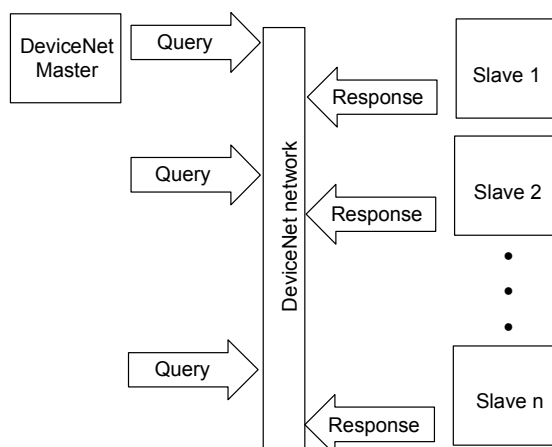 DeviceNet
Master
Query
Slave 1
Response
DeviceNet network
Query
Slave 2
Response
Query
Slave n
Response